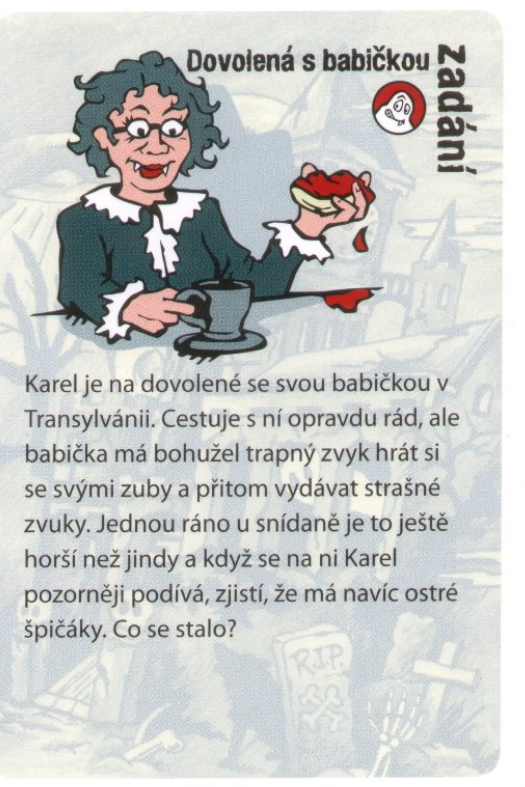 Dovolená s babičkou
zadání
Karel je na dovolené se svou babičkou v
Transylvánii. Cestuje s ní opravdu rád, ale
babička má bohužel trapný zvyk hrát si
se svými zuby a přitom vydávat strašné
zvuky. Jednou ráno u snídaně je to ještě
horší než jindy a když se na ni Karel
pozorněji podívá, zjistí, že má navíc ostré
špičáky. Co se stalo?
R.I.P.